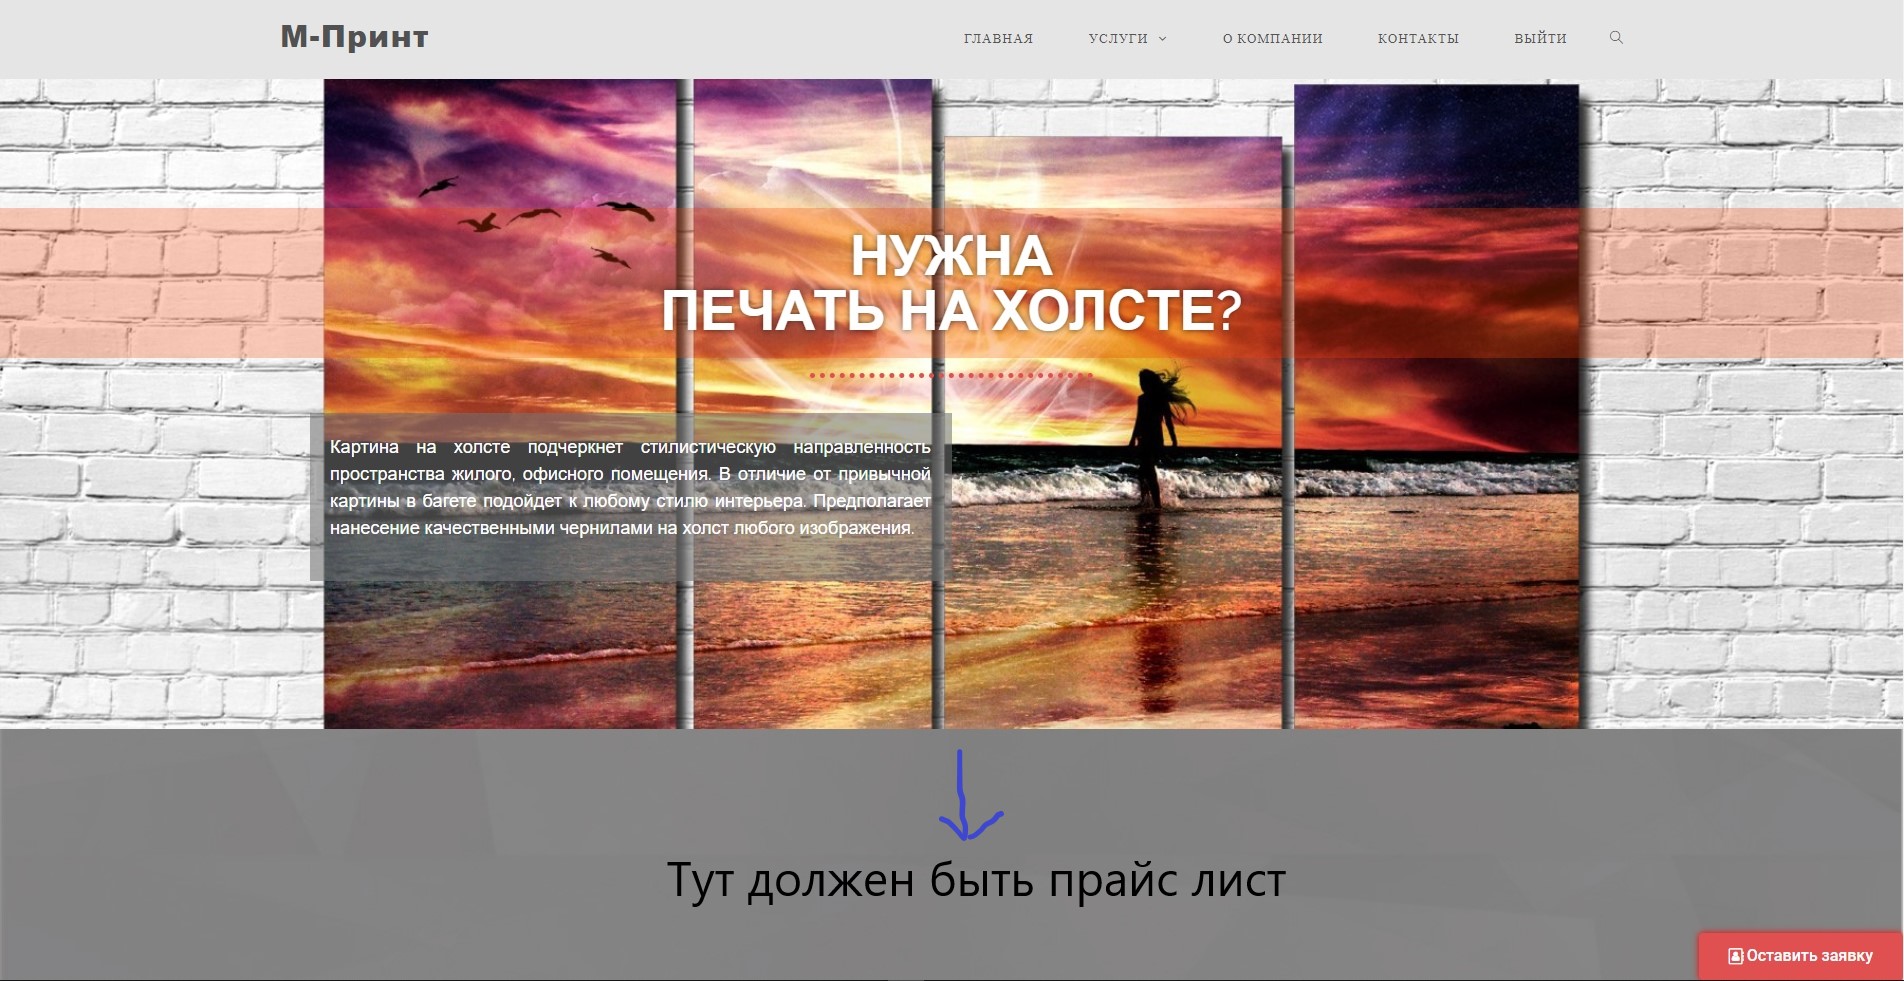 М-Принт
ГЛАВНАЯ
УСЛУГИ
О КОМПАНИИ
КОНТАКТЫ
ВЫЙТИ
НУЖНА
ПЕЧАТЬ НА ХОЛСТЕ?
Картина на холсте подчеркнет стилистическую направленность
пространства жилого, офисного помещения. В отличие от привычной
картины в багете подойдет к любому стилю интерьера. Предполагает
нанесение качественными чернилами на холст любого изображения.
Тут должен быть прайс лист
Оставить заявку